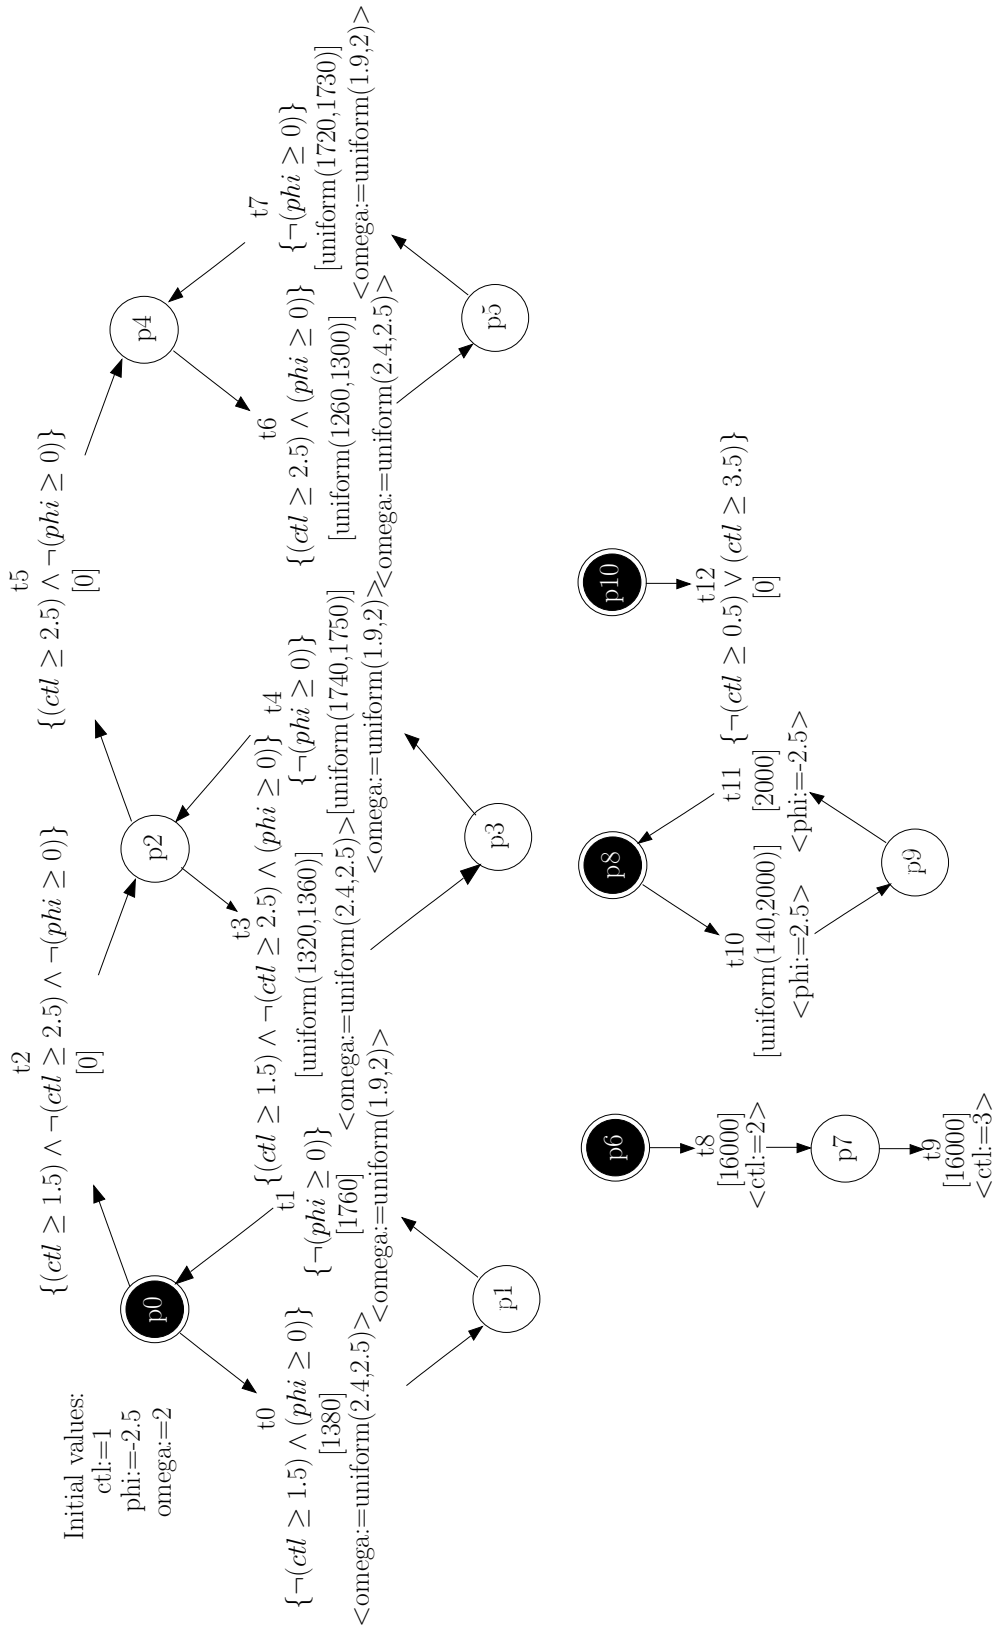 Initial values:
ctl:=1
phi:=-2.5
omega:=2
p0
t0
{¬(ctl ≥ 1.5) ∧ (phi ≥ 0)}
[1380]
<omega:=uniform(2.4,2.5)>
p1
t1
{¬(phi ≥ 0)}
[1760]
<omega:=uniform(1.9,2)>
t2
{(ctl ≥ 1.5) ∧ ¬(ctl ≥ 2.5) ∧ ¬(phi ≥ 0)}
[0]
p2
t3
{(ctl ≥ 1.5) ∧ ¬(ctl ≥ 2.5) ∧ (phi ≥ 0)}
[uniform(1320,1360)]
<omega:=uniform(2.4,2.5)>
p3
t4
{¬(phi ≥ 0)}
[uniform(1740,1750)]
<omega:=uniform(1.9,2)>
t5
{(ctl ≥ 2.5) ∧ ¬(phi ≥ 0)}
[0]
p4
t6
{(ctl ≥ 2.5) ∧ (phi ≥ 0)}
[uniform(1260,1300)]
<omega:=uniform(2.4,2.5)>
p5
t7
{¬(phi ≥ 0)}
[uniform(1720,1730)]
<omega:=uniform(1.9,2)>
p6
t8
[16000]
<ctl:=2>
p7
t9
[16000]
<ctl:=3>
p8
t10
[uniform(140,2000)]
<phi:=2.5>
p9
t11
[2000]
<phi:=-2.5>
p10
t12
{¬(ctl ≥ 0.5) ∨ (ctl ≥ 3.5)}
[0]